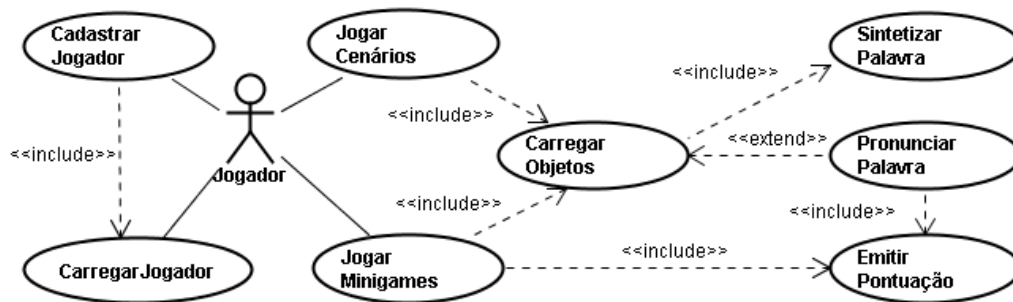 Cadastrar
Jogador
Jogar
Cenários
Sintetizar
Palavra
<<include>>
<<include>>
<<include>>
Carregar
Objetos
<<extend>>
Pronunciar
Palavra
Jogador
<<include>>
<<include>>
CarregarJogador
Jogar
Minigames
<<include>>
Emitir
Pontuação